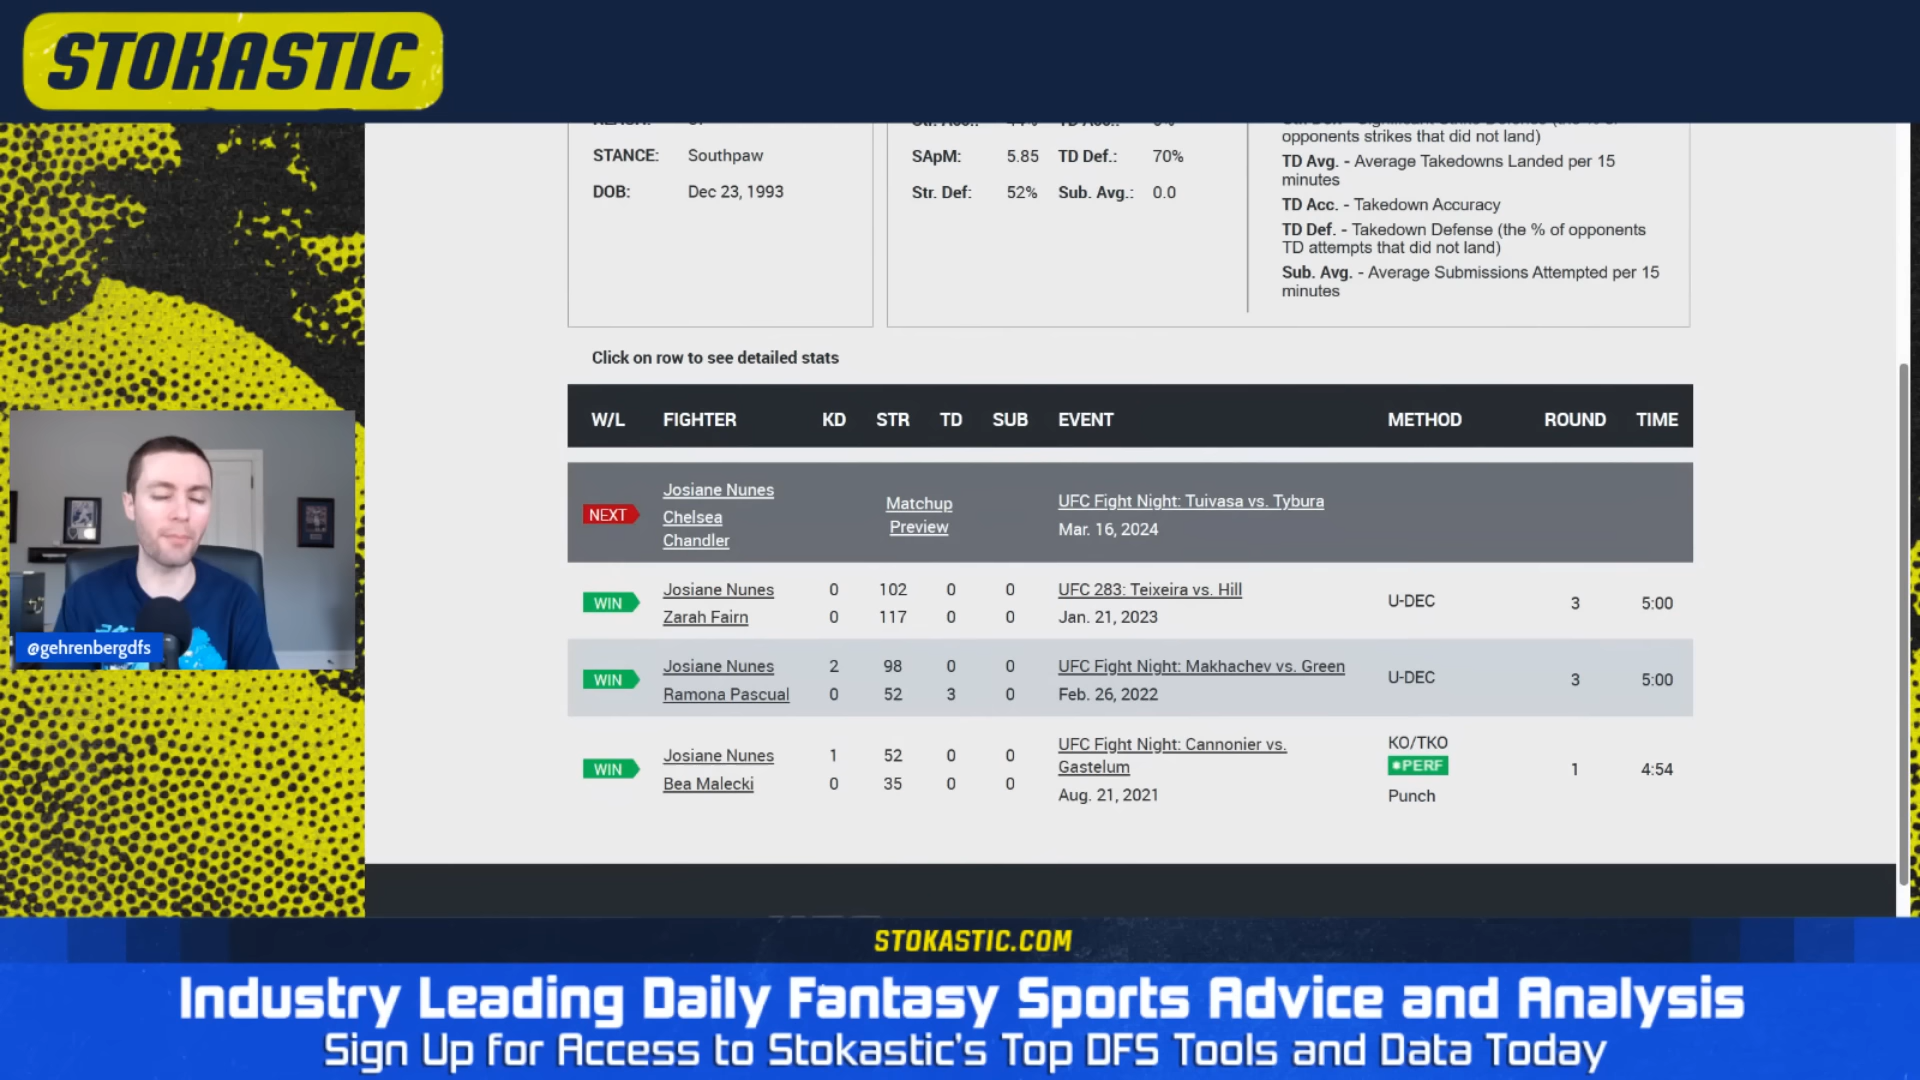 STOKASTIC
opponents strikes that did not land)
STANCE: Southpaw
SApM: 5.85 TD Def.: 70%
TD Avg. - Average Takedowns Landed per 15
minutes
DOB: Dec 23, 1993
Str. Def: 52% Sub. Avg.: 0.0
TD Acc. - Takedown Accuracy
TD Def. - Takedown Defense (the % of opponents
TD attempts that did not land)
Sub. Avg. - Average Submissions Attempted per 15
minutes
Click on row to see detailed stats
W/L FIGHTER KD STR TD SUB EVENT METHOD ROUND TIME
NEXT
Josiane Nunes
Chelsea
Chandler
Matchup
Preview
UFC Fight Night: Tuivasa vs. Tybura
Mar. 16, 2024
WIN
Josiane Nunes 0 102 0 0 UFC 283: Teixeira vs. Hill
Zarah Fairn 0 117 0 0 Jan. 21, 2023
U-DEC 3 5:00
WIN
Josiane Nunes 2 98 0 0 UFC Fight Night: Makhachev vs. Green
Ramona Pascual 0 52 3 0 Feb. 26, 2022
U-DEC 3 5:00
WIN
Josiane Nunes 1 52 0 0
Bea Malecki 0 35 0 0
UFC Fight Night: Cannonier vs.
Gastelum
Aug. 21, 2021
KO/TKO
PERF
Punch
1 4:54
@gehrenbergdfs
STOKASTIC.COM
Industry Leading Daily Fantasy Sports Advice and Analysis
Sign Up for Access to Stokastic's Top DFS Tools and Data Today